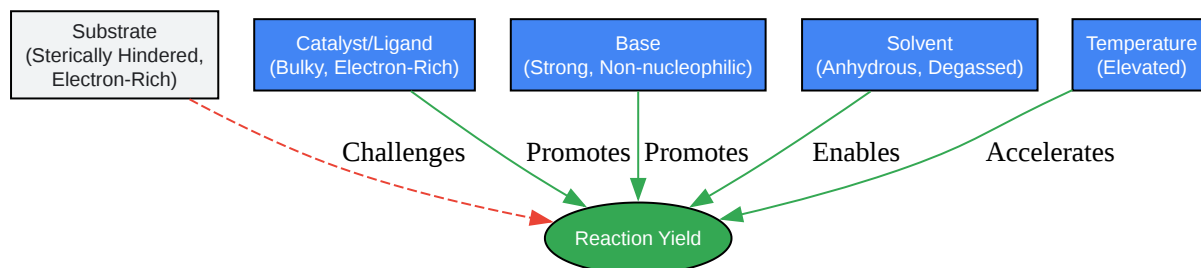 Substrate
(Sterically Hindered,
Electron-Rich)
Catalyst/Ligand
(Bulky, Electron-Rich)
Base
(Strong, Non-nucleophilic)
Solvent
(Anhydrous, Degassed)
Temperature
(Elevated)
Challenges
Promotes
Promotes
Enables
Accelerates
Reaction Yield